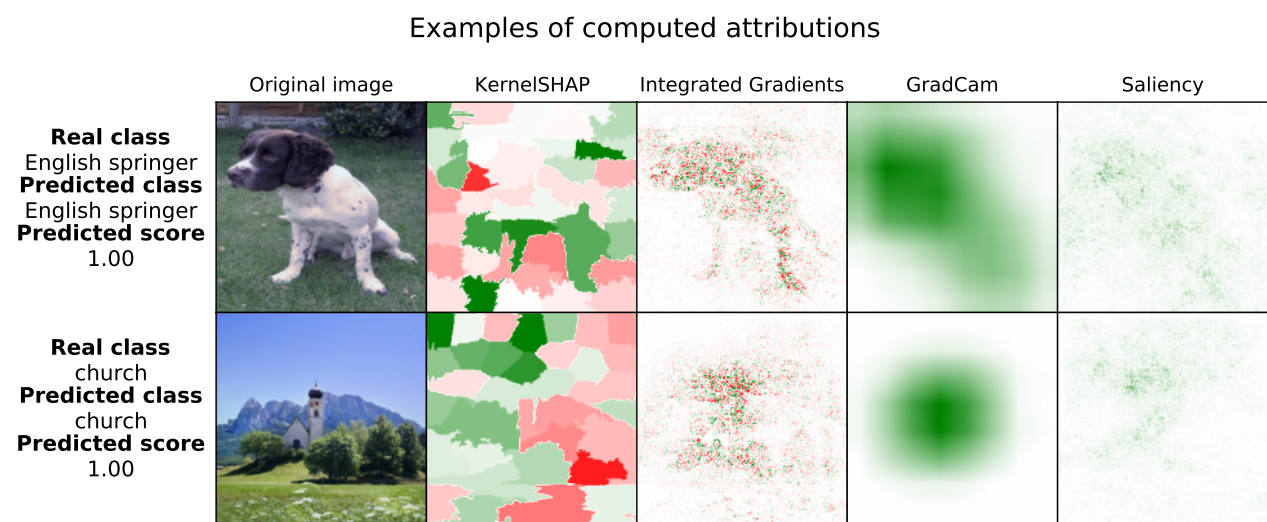 Examples of computed attributions
Original image KernelSHAP Integrated Gradients GradCam Saliency
Real class
English springer
Predicted class
English springer
Predicted score
1.00
Real class
church
Predicted class
church
Predicted score
1.00